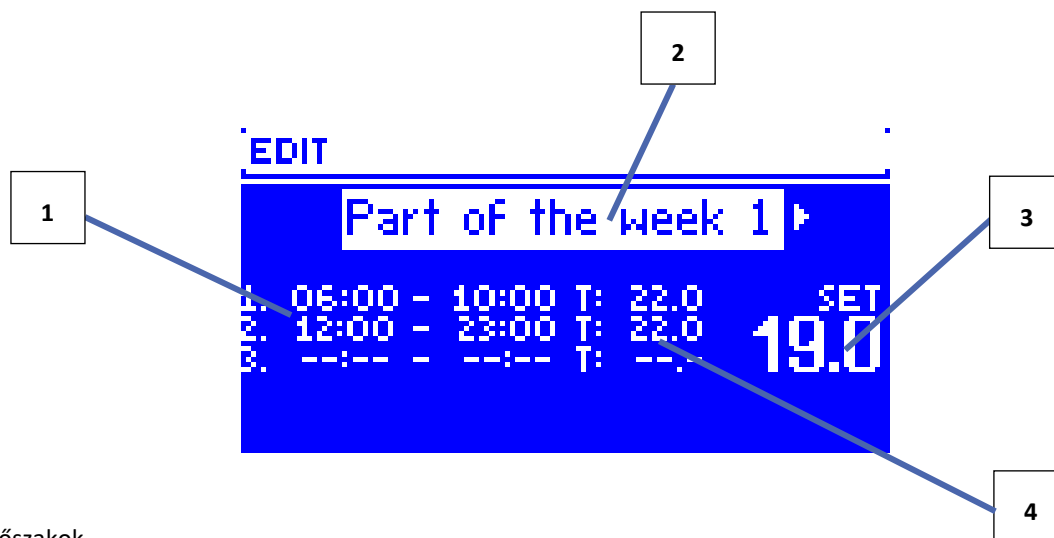 2
EDIT
1
Part of the week 1
3
1. 06:00 - 10:00 T: 22.0
SET
2. 12:00 - 23:00 T: 22.0
19.0
3. --:-- - --:-- T: --.-
4